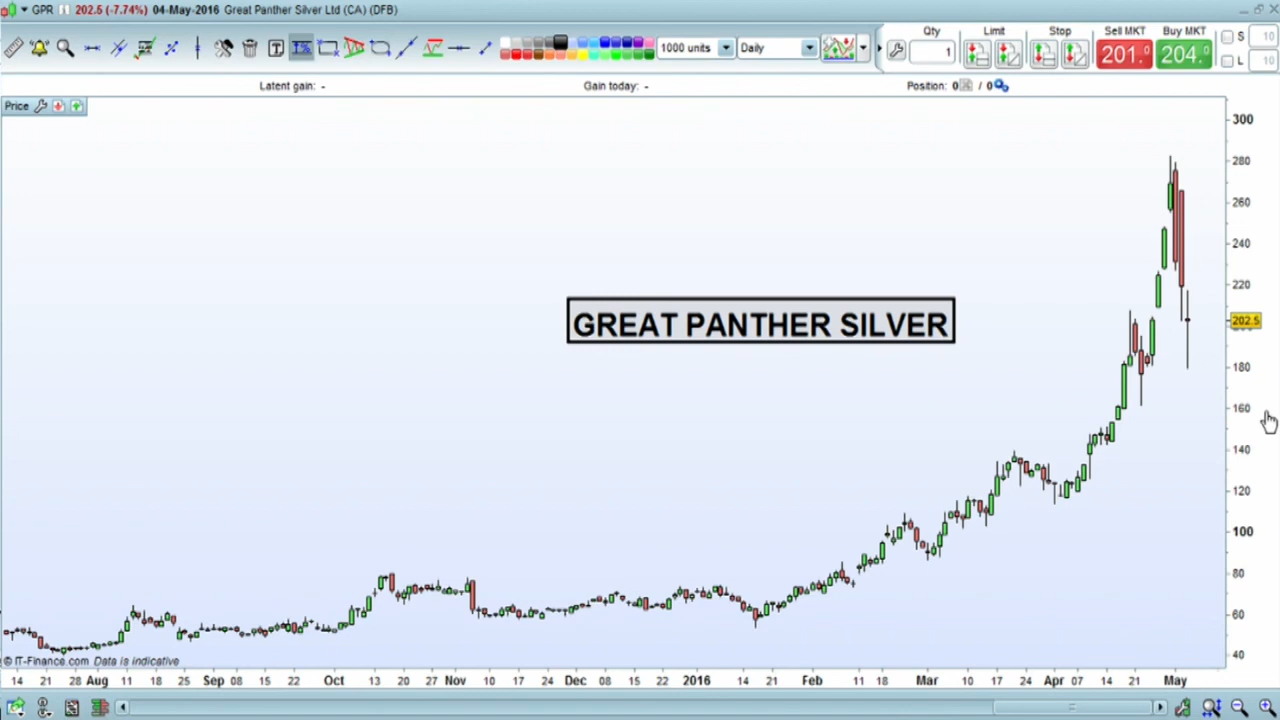 GPR 202.5 (-7.74%) 04-May-2016 Great Panther Silver Ltd (CA) (DFB)
1000 units Daily Qty 1 Limit Stop Sell MKT 201.0 Buy MKT 204. S 10
L 10
Latent gain: - Gain today: - Position: 0 / 0
Price
300
280
260
240
220
GREAT PANTHER SILVER
202.5
180
160
140
120
100
80
60
40
© IT-Finance.com Data is indicative
14 21 28 Aug 11 18 25 Sep 08 15 22 Oct 13 20 27 Nov 10 17 24 Dec 08 15 22 2016 14 21 Feb 11 18 Mar 10 17 24 Apr 07 14 21 May